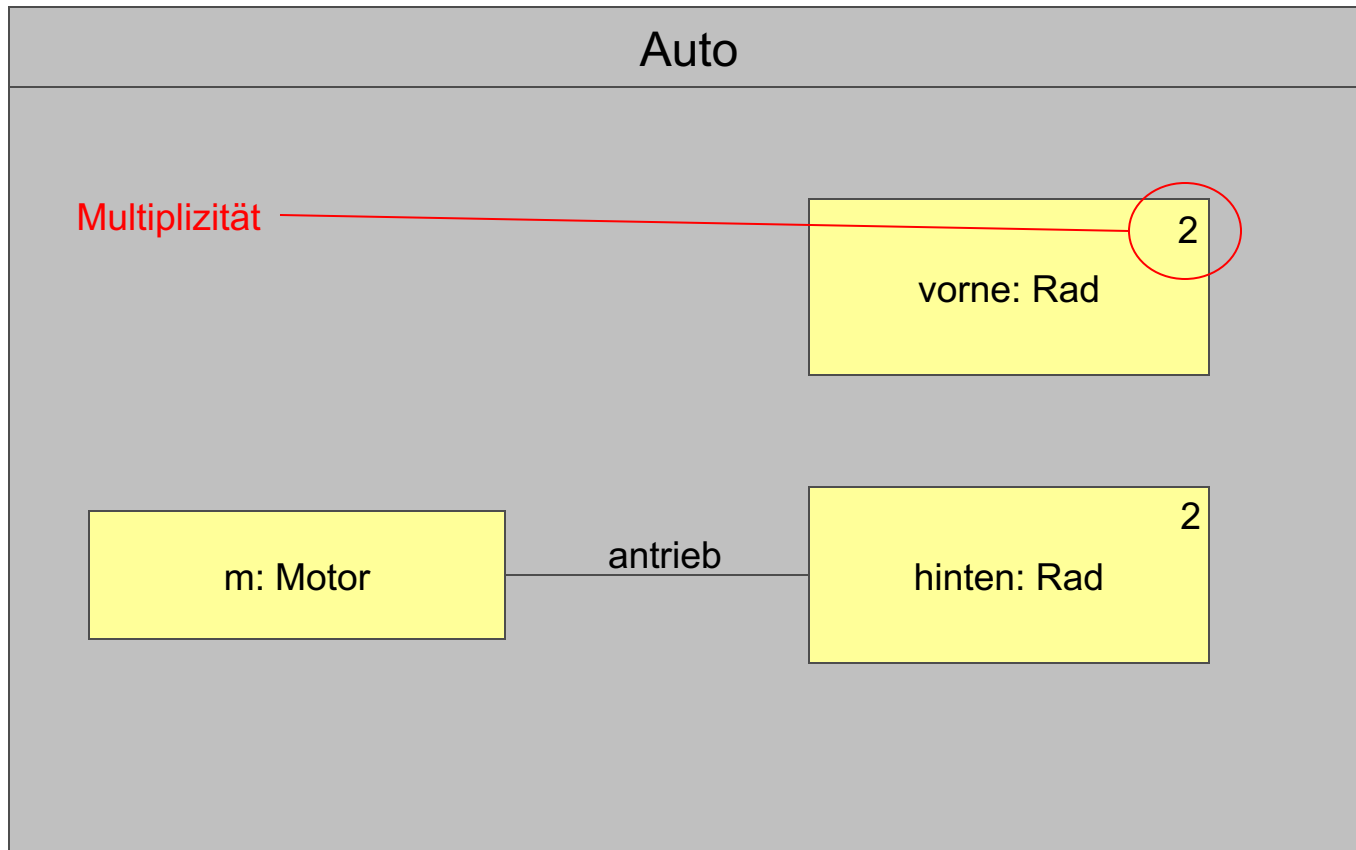 Auto
Multiplizität
2
vorne: Rad
2
antrieb
m: Motor
hinten: Rad